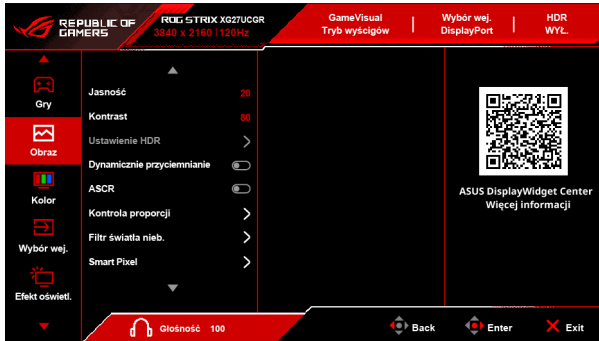 REPUBLIC OF
GAMERS
ROG STRIX XG27UCGR
3840 x 2160 | 120Hz
GameVisual
Tryb wyścigów
Wybór wej.
DisplayPort
HDR
WYŁ.
Gry
Obraz
Kolor
Wybór wej.
Efekt oświetl.
Jasność 20
Kontrast 80
Ustawienie HDR
Dynamicznie przyciemnianie
ASCR
Kontrola proporcji
Filtr światła nieb.
Smart Pixel
ASUS DisplayWidget Center
Więcej informacji
Głośność 100
Back
Enter
Exit